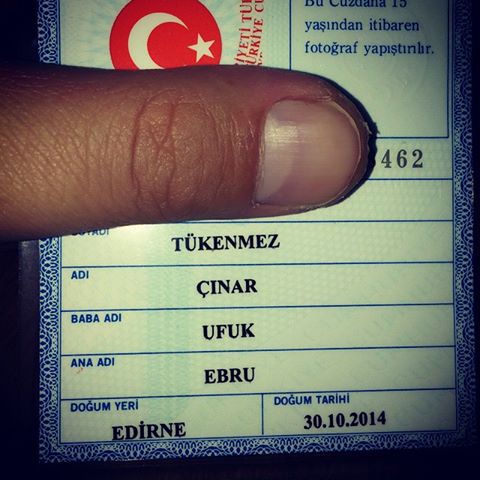 Bu Cüzdana 15
yaşından itibaren
fotoğraf yapıştırılır.
462
SOYADI
TÜKENMEZ
ADI
ÇINAR
BABA ADI
UFUK
ANA ADI
EBRU
DOĞUM YERİ
EDİRNE
DOĞUM TARİHİ
30.10.2014